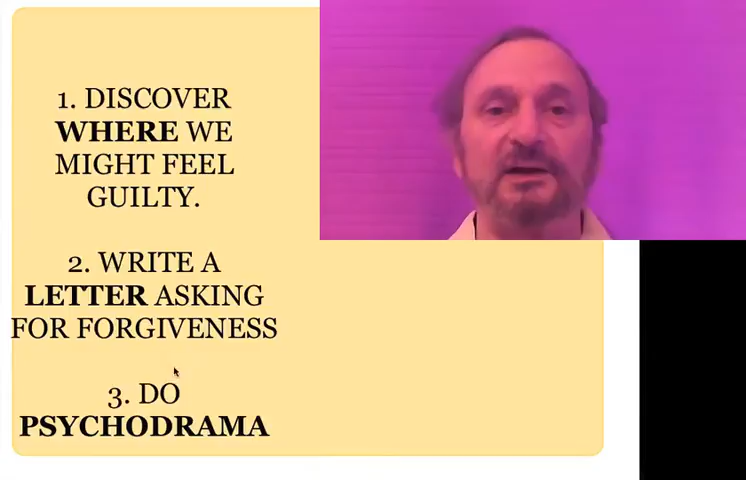 1. DISCOVER
WHERE WE
MIGHT FEEL
GUILTY.
2. WRITE A
LETTER ASKING
FOR FORGIVENESS
3. DO
PSYCHODRAMA